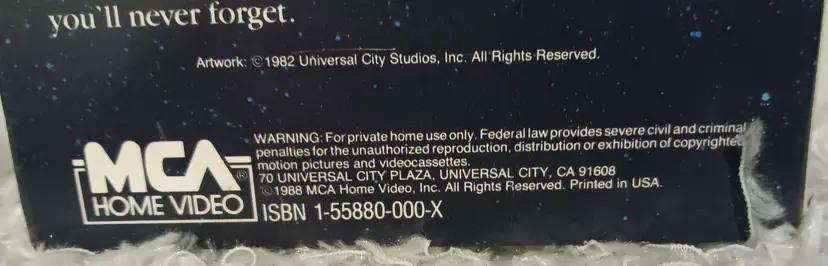 you'll never forget.
Artwork: ©1982 Universal City Studios, Inc. All Rights Reserved.
WARNING: For private home use only. Federal law provides severe civil and criminal
penalties for the unauthorized reproduction, distribution or exhibition of copyrighted
motion pictures and videocassettes.
70 UNIVERSAL CITY PLAZA, UNIVERSAL CITY, CA 91608
©1988 MCA Home Video, Inc. All Rights Reserved. Printed in USA.
MCA®
HOME VIDEO
ISBN 1-55880-000-X